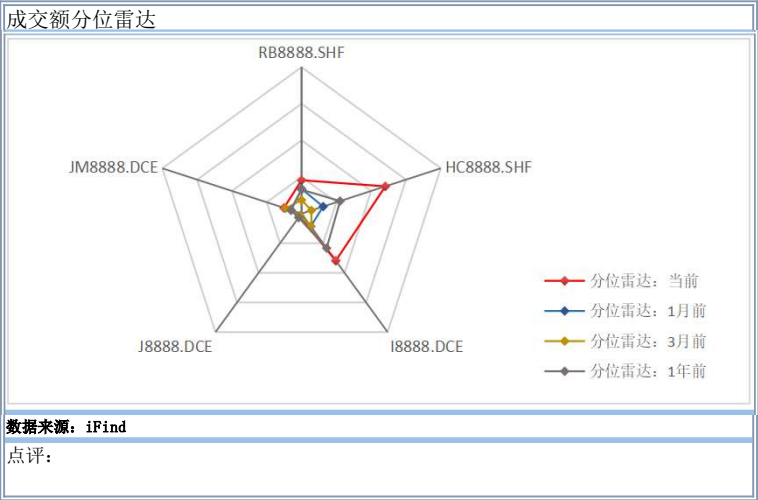 成交额分位雷达
RB8888.SHF
JM8888.DCE
HC8888.SHF
J8888.DCE
I8888.DCE
分位雷达：当前
分位雷达：1月前
分位雷达：3月前
分位雷达：1年前
数据来源：iFind
点评：